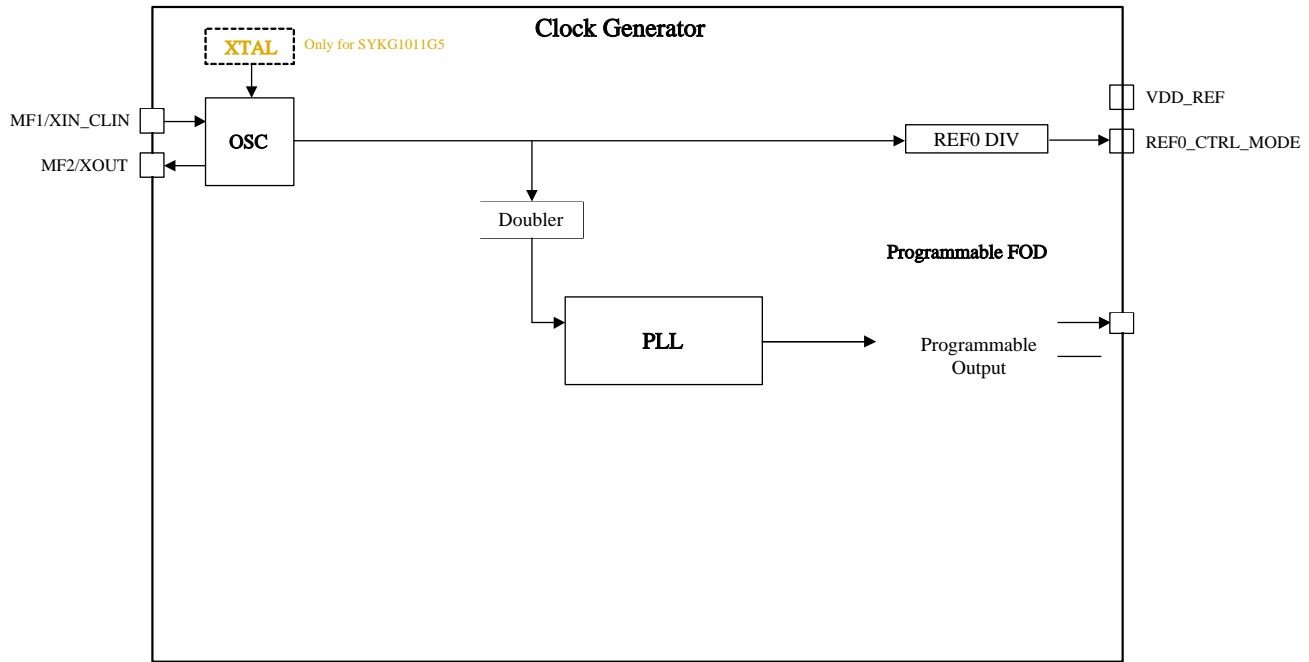 Clock Generator
XTAL
Only for SYKG1011G5
MF1/XIN_CLIN
MF2/XOUT
OSC
REF0 DIV
VDD_REF
REF0_CTRL_MODE
Doubler
Programmable FOD
PLL
Programmable
Output